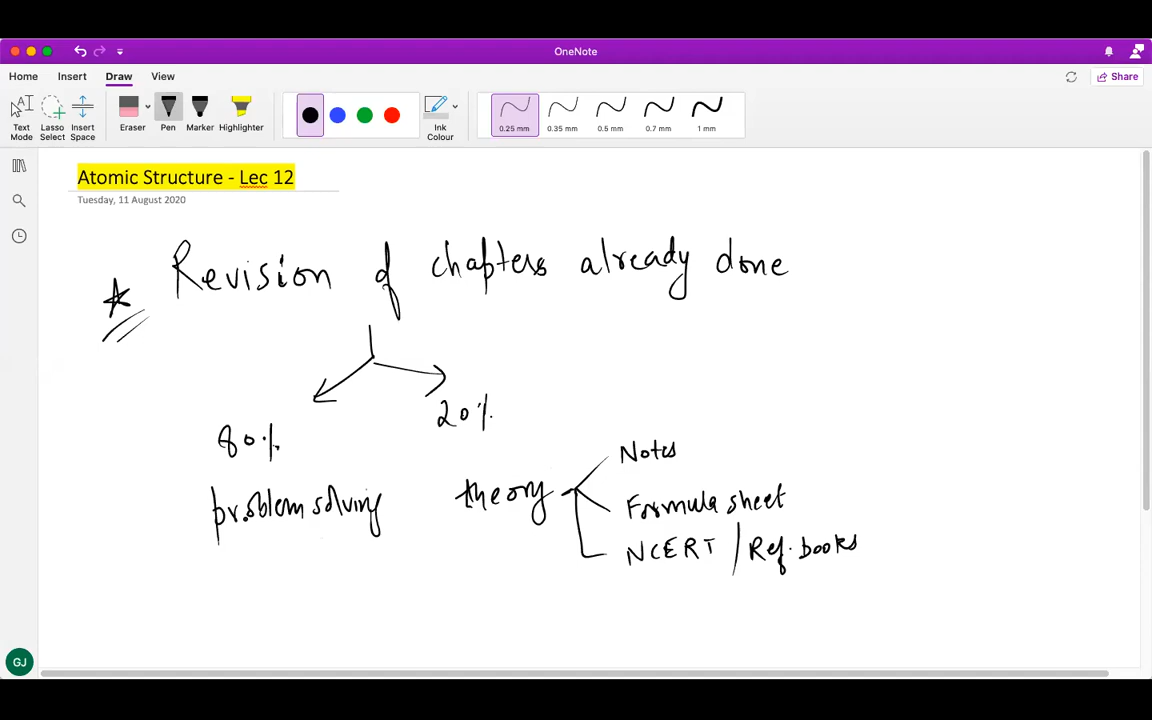 OneNote
Home Insert Draw View
Share
Text Mode
Lasso Select
Insert Space
Eraser
Pen
Marker
Highlighter
0.25 mm
0.35 mm
0.5 mm
0.7 mm
1 mm
Ink Colour
Atomic Structure - Lec 12
Tuesday, 11 August 2020
Revision of chapters already done
80% 20%
problem solving theory
Notes
Formula sheet
NCERT / Ref. books
GJ